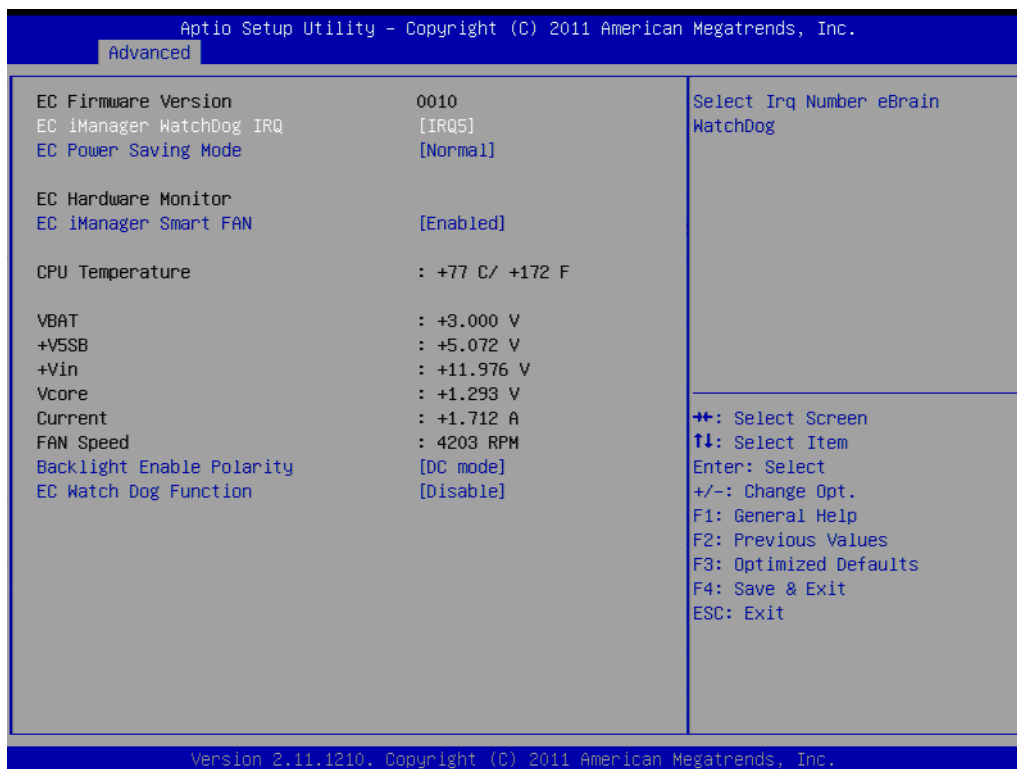 Aptio Setup Utility – Copyright (C) 2011 American Megatrends, Inc.
Advanced
EC Firmware Version 0010
EC iManager WatchDog IRQ [IRQ5]
EC Power Saving Mode [Normal]
EC Hardware Monitor
EC iManager Smart FAN [Enabled]
CPU Temperature : +77 C/ +172 F
VBAT : +3.000 V
+V5SB : +5.072 V
+Vin : +11.976 V
Vcore : +1.293 V
Current : +1.712 A
FAN Speed : 4203 RPM
Backlight Enable Polarity [DC mode]
EC Watch Dog Function [Disable]
Select Irq Number eBrain
WatchDog
→←: Select Screen
↑↓: Select Item
Enter: Select
+/-: Change Opt.
F1: General Help
F2: Previous Values
F3: Optimized Defaults
F4: Save & Exit
ESC: Exit
Version 2.11.1210. Copyright (C) 2011 American Megatrends, Inc.